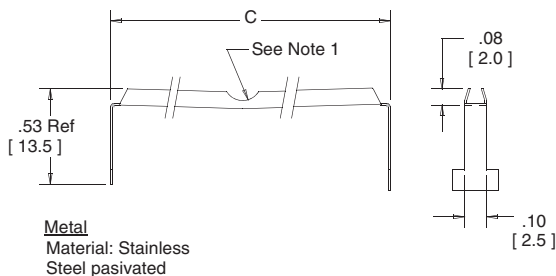 C
See Note 1
.08
[ 2.0 ]
.53 Ref
[ 13.5 ]
.10
[ 2.5 ]
Metal
Material: Stainless
Steel pasivated